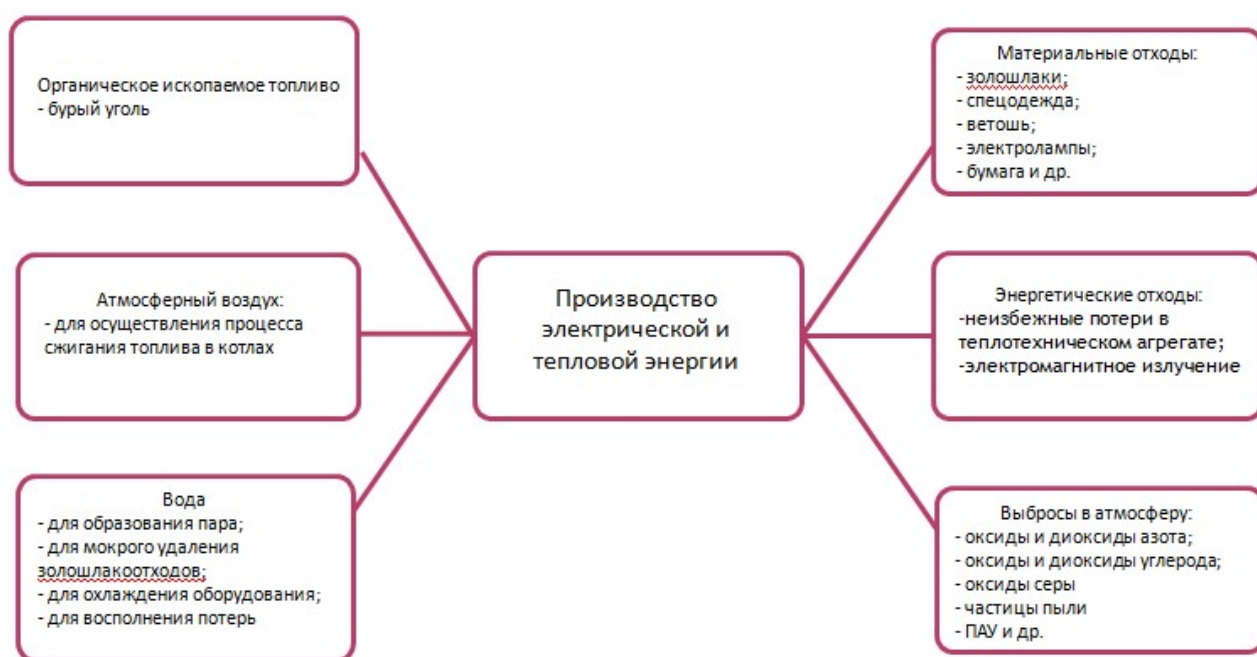 Органическое ископаемое топливо
- бурый уголь
Атмосферный воздух:
- для осуществления процесса
сжигания топлива в котлах
Вода
- для образования пара;
- для мокрого удаления
золошлакоотходов;
- для охлаждения оборудования;
- для восполнения потерь
Производство
электрической и
тепловой энергии
Материальные отходы:
- золошлаки;
- спецодежда;
- ветошь;
- электролампы;
- бумага и др.
Энергетические отходы:
-неизбежные потери в
теплотехническом агрегате;
-электромагнитное излучение
Выбросы в атмосферу:
- оксиды и диоксиды азота;
- оксиды и диоксиды углерода;
- оксиды серы
- частицы пыли
- ПАУ и др.